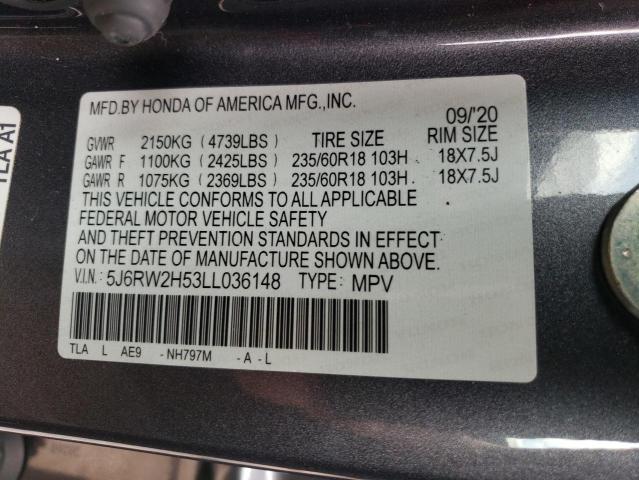 MFD.BY HONDA OF AMERICA MFG.,INC.
09/'20
GVWR 2150KG (4739LBS) TIRE SIZE RIM SIZE
GAWR F 1100KG (2425LBS) 235/60R18 103H 18X7.5J
GAWR R 1075KG (2369LBS) 235/60R18 103H 18X7.5J
THIS VEHICLE CONFORMS TO ALL APPLICABLE
FEDERAL MOTOR VEHICLE SAFETY
AND THEFT PREVENTION STANDARDS IN EFFECT
ON THE DATE OF MANUFACTURE SHOWN ABOVE.
V.I.N.: 5J6RW2H53LL036148 TYPE: MPV
TLA L AE9 -NH797M -A-L
TLA A1